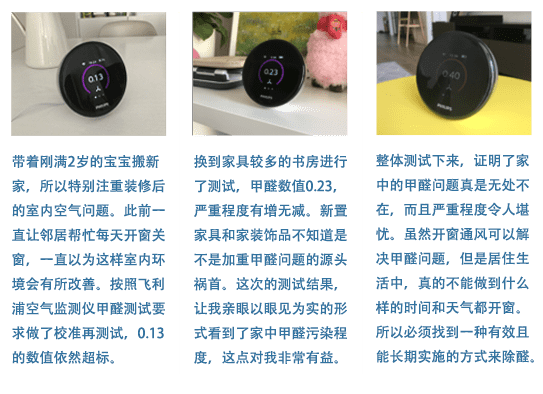 0.13
PHILIPS
0.23
PHILIPS
0:40
PHILIPS
带着刚满2岁的宝宝搬新
家，所以特别注重装修后
的室内空气问题。此前一
直让邻居帮忙每天开窗关
窗，一直以为这样室内环
境会有所改善。按照飞利
浦空气监测仪甲醛测试要
求做了校准再测试，0.13
的数值依然超标。
换到家具较多的书房进行
了测试，甲醛数值0.23，
严重程度有增无减。新置
家具和家装饰品不知道是
不是加重甲醛问题的源头
祸首。这次的测试结果，
让我亲眼以眼见为实的形
式看到了家中甲醛污染程
度，这点对我非常有益。
整体测试下来，证明了家
中的甲醛问题真是无处不
在，而且严重程度令人堪
忧。虽然开窗通风可以解
决甲醛问题，但是居住生
活中，真的不能做到什么
样的时间和天气都开窗。
所以必须找到一种有效且
能长期实施的方式来除醛。